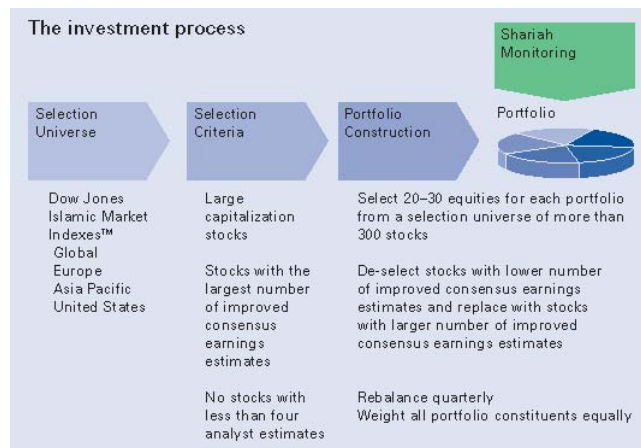 The investment process
Shariah
Monitoring
Selection
Universe
Selection
Criteria
Portfolio
Construction
Portfolio
Dow Jones
Islamic Market
Indexes™
Global
Europe
Asia Pacific
United States
Large
capitalization
stocks
Stocks with the
largest number
of improved
consensus
earnings
estimates
No stocks with
less than four
analyst estimates
Select 20–30 equities for each portfolio
from a selection universe of more than
300 stocks
De-select stocks with lower number
of improved consensus earnings
estimates and replace with stocks
with larger number of improved
consensus earnings estimates
Rebalance quarterly
Weight all portfolio constituents equally